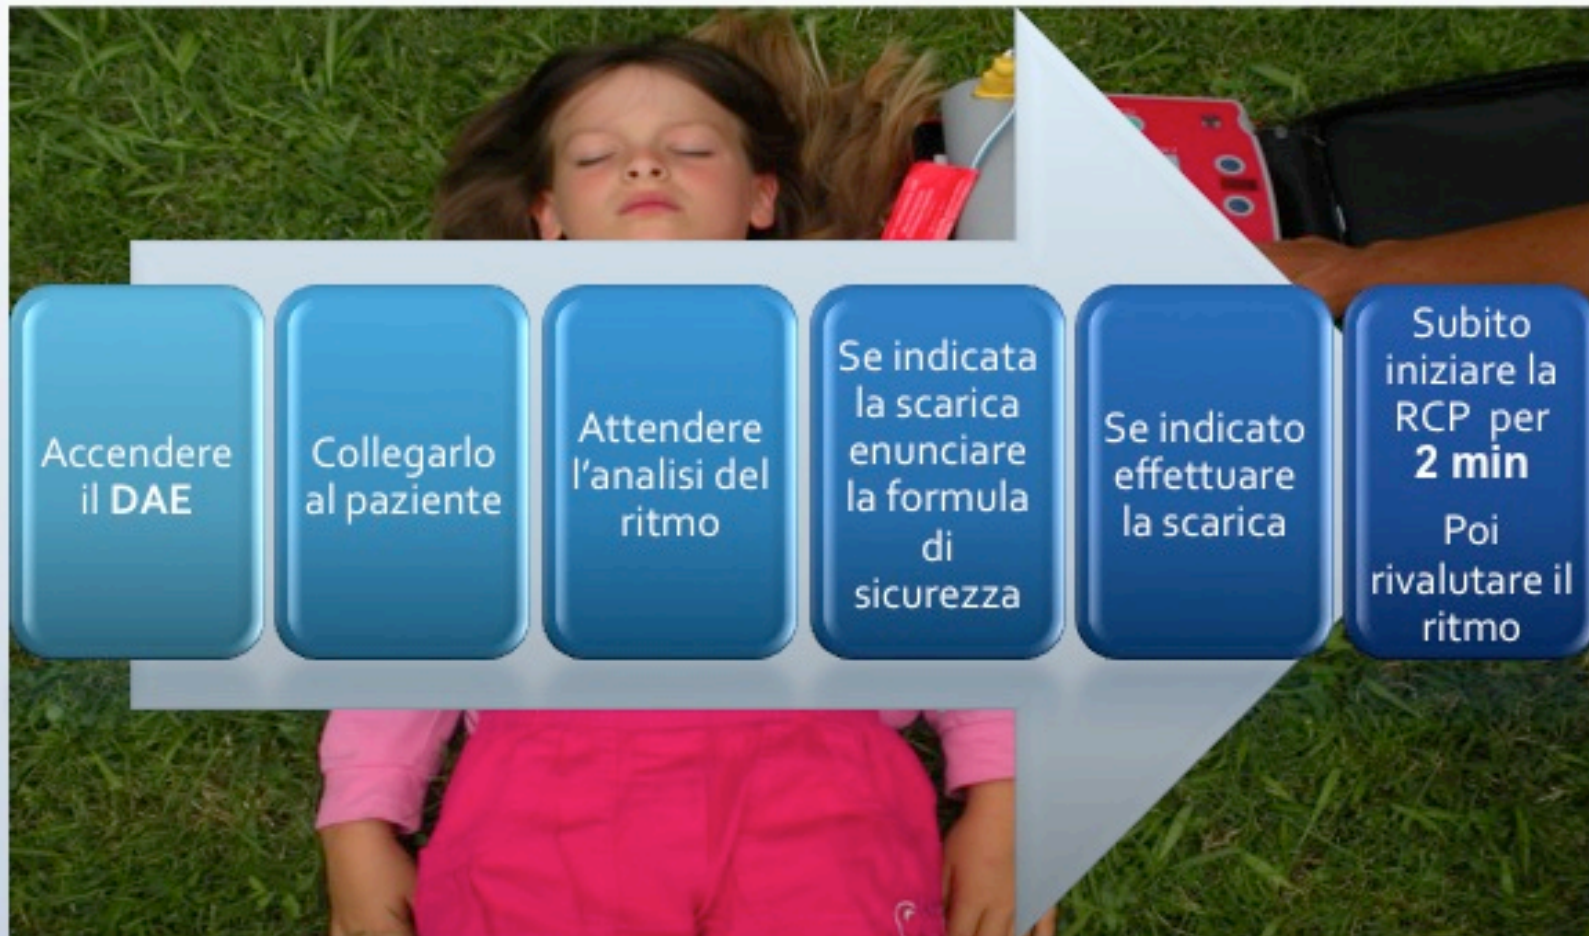 Accendere
il DAE
Collegarlo
al paziente
Attendere
l'analisi del
ritmo
Se indicata
la scarica
enunciare
la formula
di
sicurezza
Se indicato
effettuare
la scarica
Subito
iniziare la
RCP per
2 min
Poi
rivalutare il
ritmo